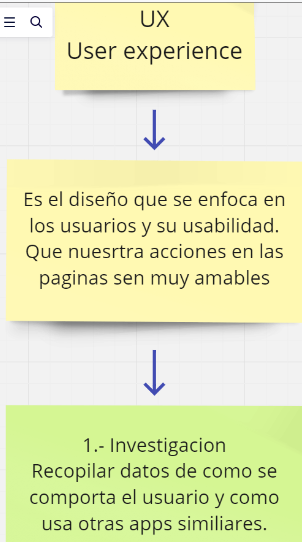 UX
User experience
Es el diseño que se enfoca en
los usuarios y su usabilidad.
Que nuesrtra acciones en las
paginas sen muy amables
1.- Investigacion
Recopilar datos de como se
comporta el usuario y como
usa otras apps similiares.